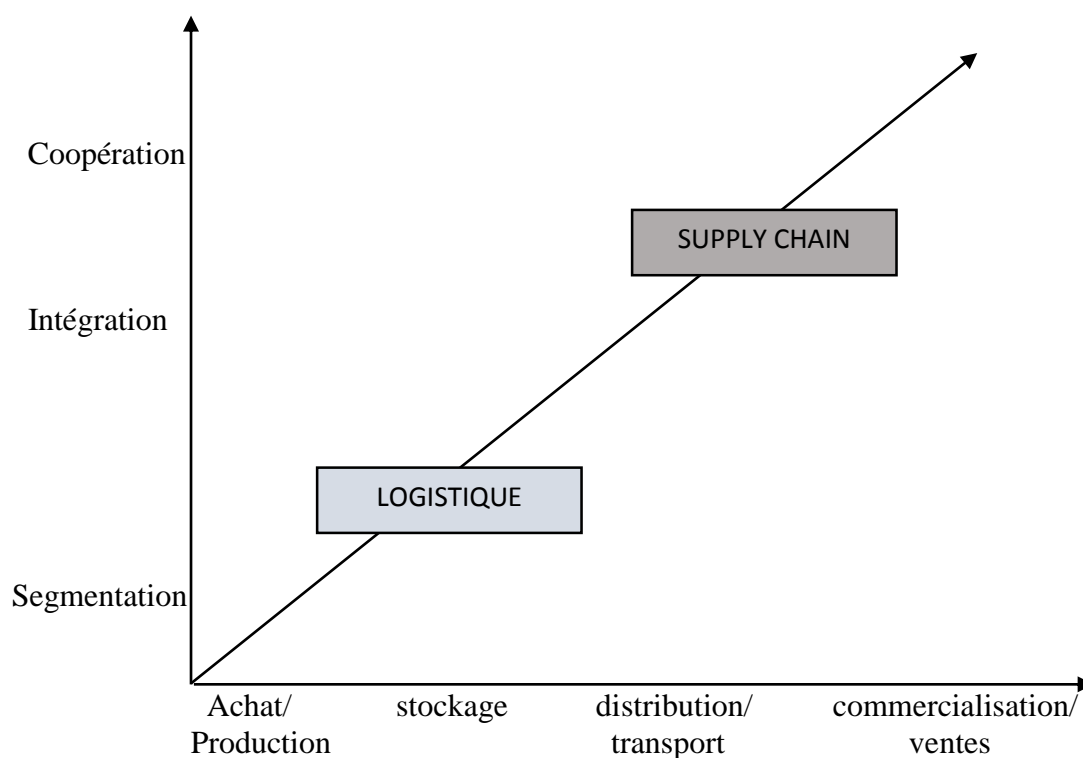 Coopération
SUPPLY CHAIN
Intégration
LOGISTIQUE
Segmentation
Achat/
Production
stockage
distribution/
transport
commercialisation/
ventes